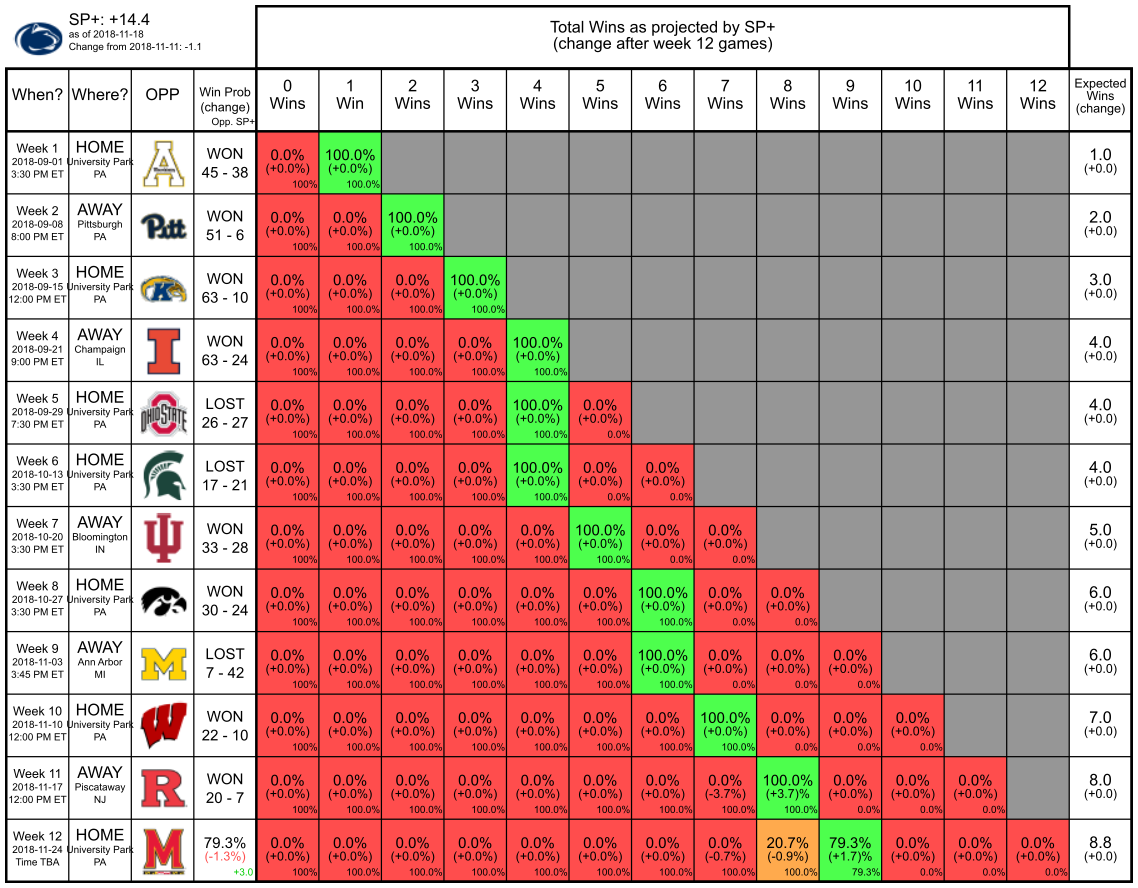 SP+: +14.4
as of 2018-11-18
Change from 2018-11-11: -1.1
Total Wins as projected by SP+
(change after week 12 games)
When? Where? OPP Win Prob (change) Opp. SP+ 0 Wins 1 Win 2 Wins 3 Wins 4 Wins 5 Wins 6 Wins 7 Wins 8 Wins 9 Wins 10 Wins 11 Wins 12 Wins Expected Wins (change)
Week 1 HOME A WON 0.0% 100.0% 1.0
2018-09-01 University Park 45 - 38 (+0.0%) (+0.0%) (+0.0)
3:30 PM ET PA 100% 100.0%
Week 2 AWAY Pitt WON 0.0% 0.0% 100.0% 2.0
2018-09-08 Pittsburgh 51 - 6 (+0.0%) (+0.0%) (+0.0%) (+0.0)
8:00 PM ET PA 100% 100.0% 100.0%
Week 3 HOME K WON 0.0% 0.0% 0.0% 100.0% 3.0
2018-09-15 University Park 63 - 10 (+0.0%) (+0.0%) (+0.0%) (+0.0%) (+0.0)
12:00 PM ET PA 100% 100.0% 100.0% 100.0%
Week 4 AWAY I WON 0.0% 0.0% 0.0% 0.0% 100.0% 4.0
2018-09-21 Champaign 63 - 24 (+0.0%) (+0.0%) (+0.0%) (+0.0%) (+0.0%) (+0.0)
9:00 PM ET IL 100% 100.0% 100.0% 100.0% 100.0%
Week 5 HOME OHIO STATE LOST 0.0% 0.0% 0.0% 0.0% 100.0% 0.0% 4.0
2018-09-29 University Park 26 - 27 (+0.0%) (+0.0%) (+0.0%) (+0.0%) (+0.0%) (+0.0%) (+0.0)
7:30 PM ET PA 100% 100.0% 100.0% 100.0% 100.0% 0.0%
Week 6 HOME LOST 0.0% 0.0% 0.0% 0.0% 100.0% 0.0% 0.0% 4.0
2018-10-13 University Park 17 - 21 (+0.0%) (+0.0%) (+0.0%) (+0.0%) (+0.0%) (+0.0%) (+0.0%) (+0.0)
3:30 PM ET PA 100% 100.0% 100.0% 100.0% 100.0% 0.0% 0.0%
Week 7 AWAY WON 0.0% 0.0% 0.0% 0.0% 0.0% 100.0% 0.0% 0.0% 5.0
2018-10-20 Bloomington 33 - 28 (+0.0%) (+0.0%) (+0.0%) (+0.0%) (+0.0%) (+0.0%) (+0.0%) (+0.0%) (+0.0)
3:30 PM ET IN 100% 100.0% 100.0% 100.0% 100.0% 100.0% 0.0% 0.0%
Week 8 HOME WON 0.0% 0.0% 0.0% 0.0% 0.0% 0.0% 100.0% 0.0% 0.0% 6.0
2018-10-27 University Park 30 - 24 (+0.0%) (+0.0%) (+0.0%) (+0.0%) (+0.0%) (+0.0%) (+0.0%) (+0.0%) (+0.0%) (+0.0)
3:30 PM ET PA 100% 100.0% 100.0% 100.0% 100.0% 100.0% 100.0% 0.0% 0.0%
Week 9 AWAY M LOST 0.0% 0.0% 0.0% 0.0% 0.0% 0.0% 100.0% 0.0% 0.0% 0.0% 6.0
2018-11-03 Ann Arbor 7 - 42 (+0.0%) (+0.0%) (+0.0%) (+0.0%) (+0.0%) (+0.0%) (+0.0%) (+0.0%) (+0.0%) (+0.0%) (+0.0)
3:45 PM ET MI 100% 100.0% 100.0% 100.0% 100.0% 100.0% 100.0% 0.0% 0.0% 0.0%
Week 10 HOME W WON 0.0% 0.0% 0.0% 0.0% 0.0% 0.0% 0.0% 100.0% 0.0% 0.0% 0.0% 7.0
2018-11-10 University Park 22 - 10 (+0.0%) (+0.0%) (+0.0%) (+0.0%) (+0.0%) (+0.0%) (+0.0%) (+0.0%) (+0.0%) (+0.0%) (+0.0%) (+0.0)
12:00 PM ET PA 100% 100.0% 100.0% 100.0% 100.0% 100.0% 100.0% 100.0% 0.0% 0.0% 0.0%
Week 11 AWAY R WON 0.0% 0.0% 0.0% 0.0% 0.0% 0.0% 0.0% 0.0% 100.0% 0.0% 0.0% 0.0% 8.0
2018-11-17 Piscataway 20 - 7 (+0.0%) (+0.0%) (+0.0%) (+0.0%) (+0.0%) (+0.0%) (+0.0%) (-3.7%) (+3.7)% (+0.0%) (+0.0%) (+0.0%) (+0.0)
12:00 PM ET NJ 100% 100.0% 100.0% 100.0% 100.0% 100.0% 100.0% 100.0% 100.0% 0.0% 0.0% 0.0%
Week 12 HOME M 79.3% 0.0% 0.0% 0.0% 0.0% 0.0% 0.0% 0.0% 0.0% 20.7% 79.3% 0.0% 0.0% 0.0% 8.8
2018-11-24 University Park (-1.3%) (+0.0%) (+0.0%) (+0.0%) (+0.0%) (+0.0%) (+0.0%) (+0.0%) (-0.7%) (-0.9%) (+1.7)% (+0.0%) (+0.0%) (+0.0%) (+0.0)
Time TBA PA +3.0 100% 100.0% 100.0% 100.0% 100.0% 100.0% 100.0% 100.0% 100.0% 79.3% 0.0% 0.0% 0.0%